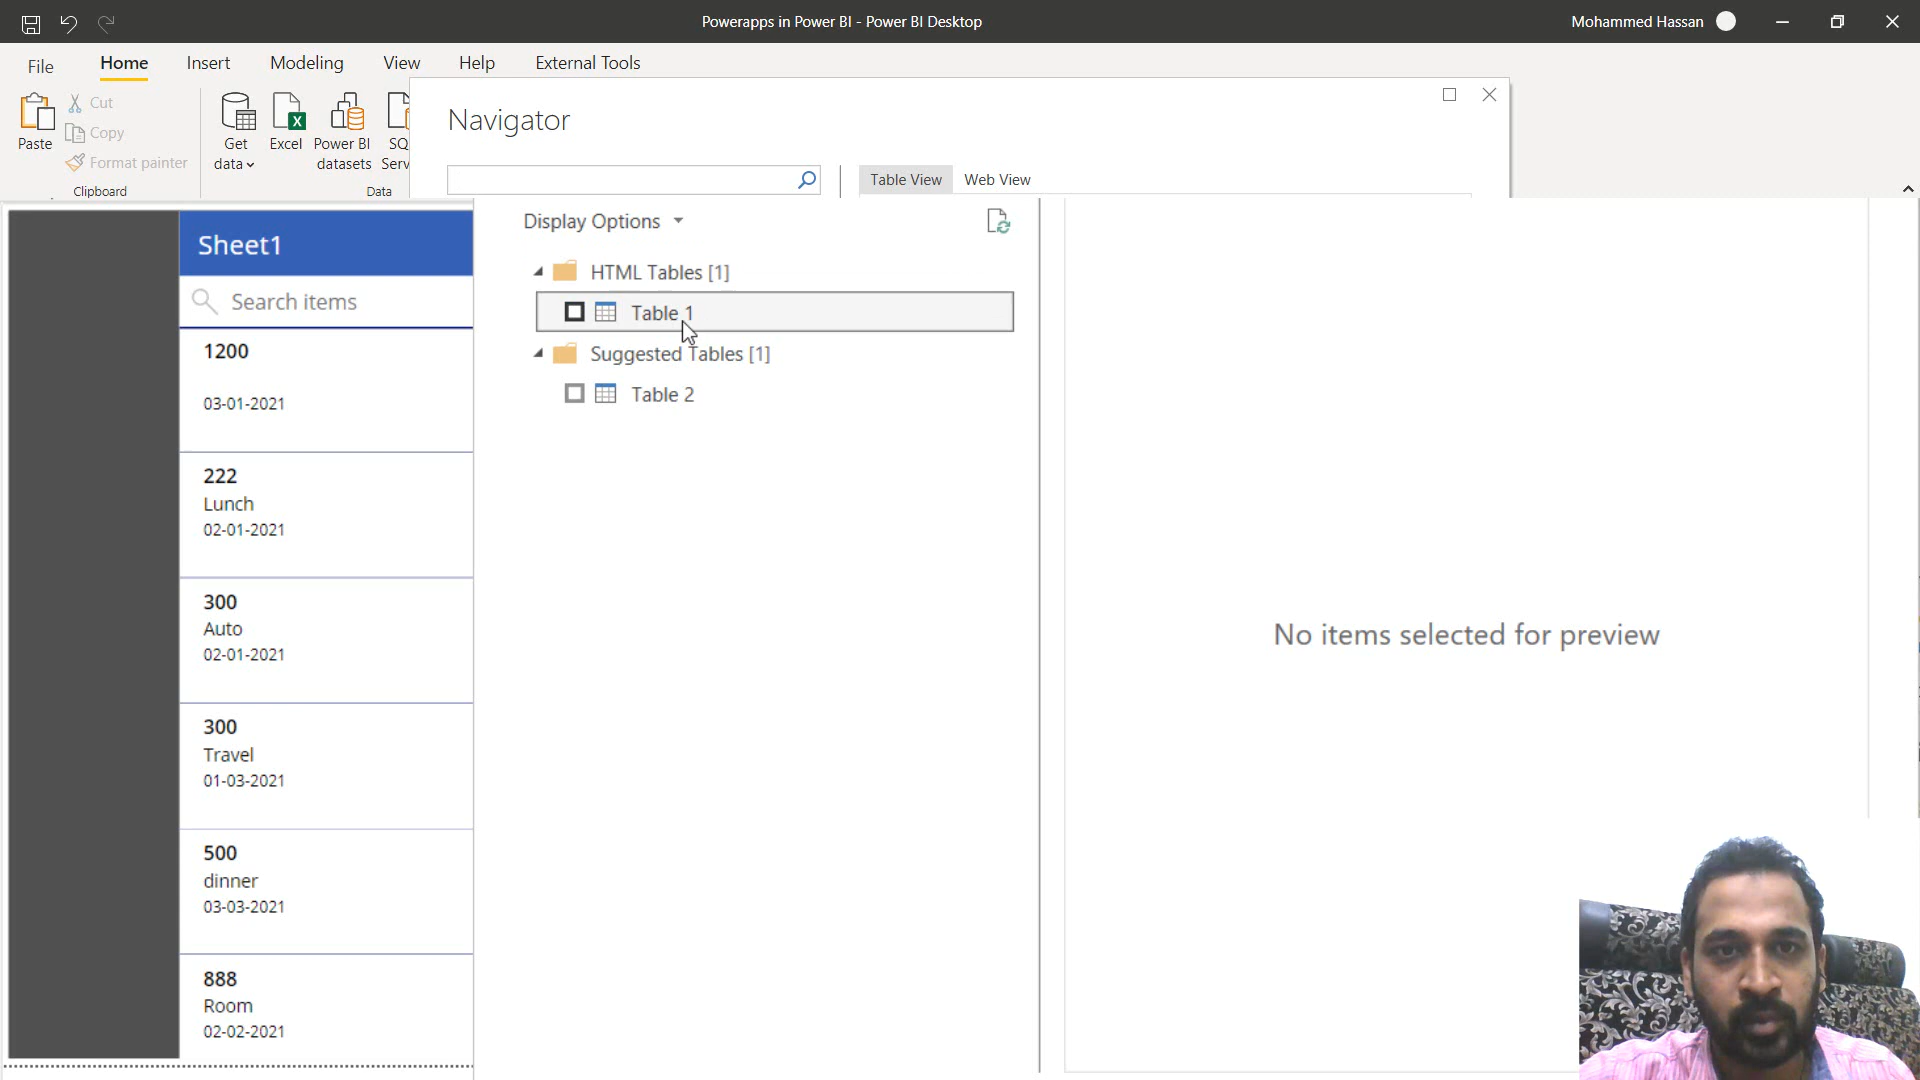 Powerapps in Power BI - Power BI Desktop
Mohammed Hassan
File
Home
Insert
Modeling
View
Help
External Tools
Paste
Cut
Copy
Format painter
Clipboard
Get
data
Excel
Power BI
datasets
SQ
Serv
Data
Navigator
Table View
Web View
Display Options
HTML Tables [1]
Table 1
Suggested Tables [1]
Table 2
No items selected for preview
Sheet1
Search items
1200
03-01-2021
222
Lunch
02-01-2021
300
Auto
02-01-2021
300
Travel
01-03-2021
500
dinner
03-03-2021
888
Room
02-02-2021